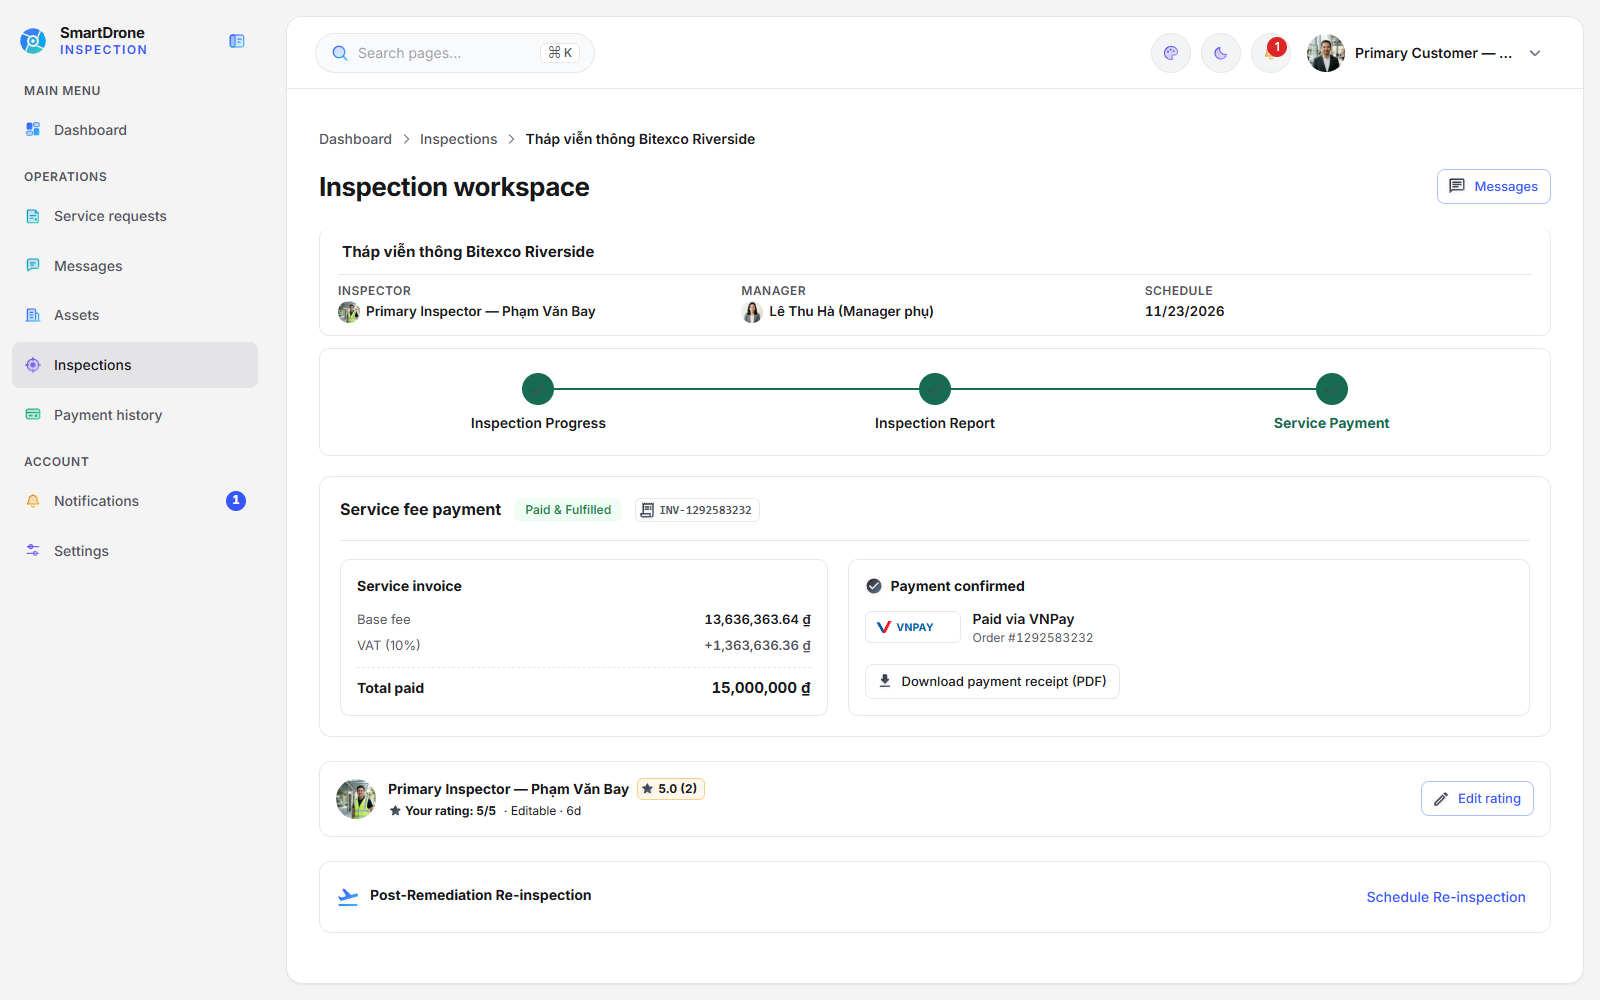 SmartDrone
INSPECTION
MAIN MENU
Dashboard
OPERATIONS
Service requests
Messages
Assets
Inspections
Payment history
ACCOUNT
Notifications 1
Settings
Search pages... ⌘ K
1
Primary Customer — ...
Dashboard > Inspections > Tháp viễn thông Bitexco Riverside
Inspection workspace
Messages
Tháp viễn thông Bitexco Riverside
INSPECTOR
Primary Inspector — Phạm Văn Bay
MANAGER
Lê Thu Hà (Manager phụ)
SCHEDULE
11/23/2026
Inspection Progress
Inspection Report
Service Payment
Service fee payment Paid & Fulfilled INV-1292583232
Service invoice
Base fee 13,636,363.64 ₫
VAT (10%) +1,363,636.36 ₫
Total paid 15,000,000 ₫
Payment confirmed
VNPAY
Paid via VNPay
Order #1292583232
Download payment receipt (PDF)
Primary Inspector — Phạm Văn Bay ★ 5.0 (2)
★ Your rating: 5/5 · Editable · 6d
Edit rating
Post-Remediation Re-inspection
Schedule Re-inspection